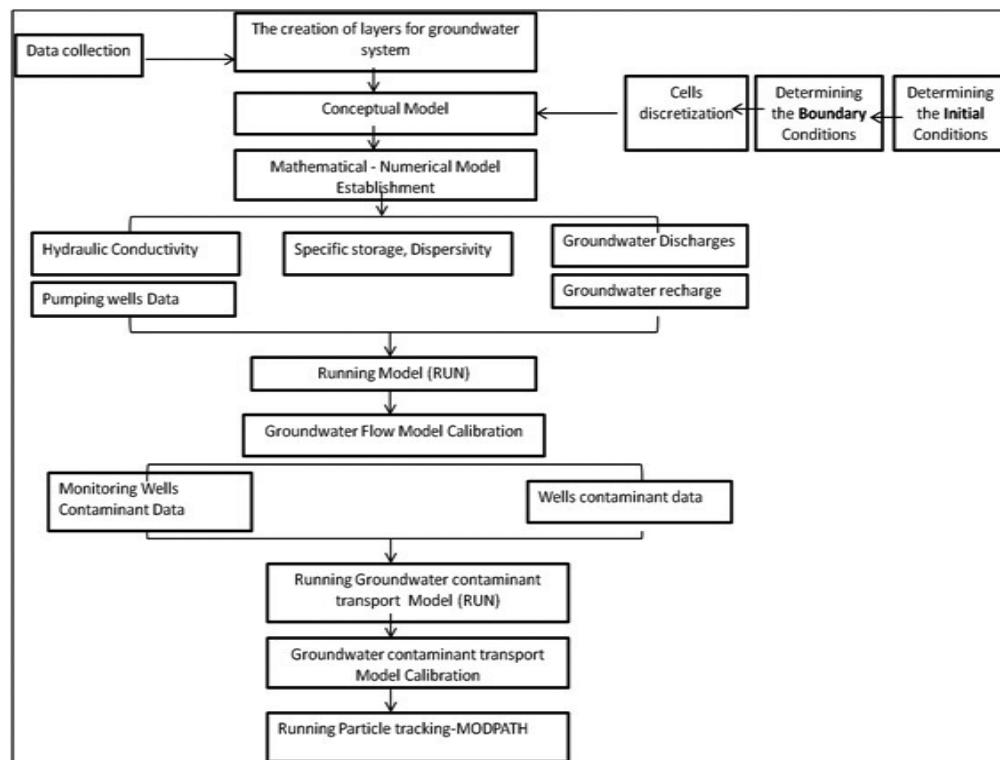 The creation of layers for groundwater
system
Data collection
Conceptual Model
Cells
discretization
Determining
the Boundary
Conditions
Determining
the Initial
Conditions
Mathematical - Numerical Model
Establishment
Hydraulic Conductivity
Specific storage, Dispersivity
Groundwater Discharges
Pumping wells Data
Groundwater recharge
Running Model (RUN)
Groundwater Flow Model Calibration
Monitoring Wells
Contaminant Data
Wells contaminant data
Running Groundwater contaminant
transport Model (RUN)
Groundwater contaminant transport
Model Calibration
Running Particle tracking-MODPATH